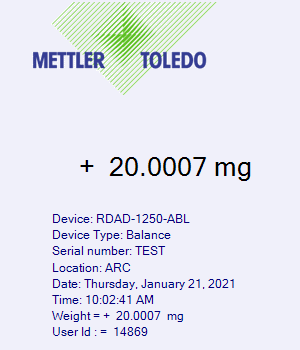 METTLER TOLEDO
+ 20.0007 mg
Device: RDAD-1250-ABL
Device Type: Balance
Serial number: TEST
Location: ARC
Date: Thursday, January 21, 2021
Time: 10:02:41 AM
Weight = + 20.0007 mg
User Id : = 14869